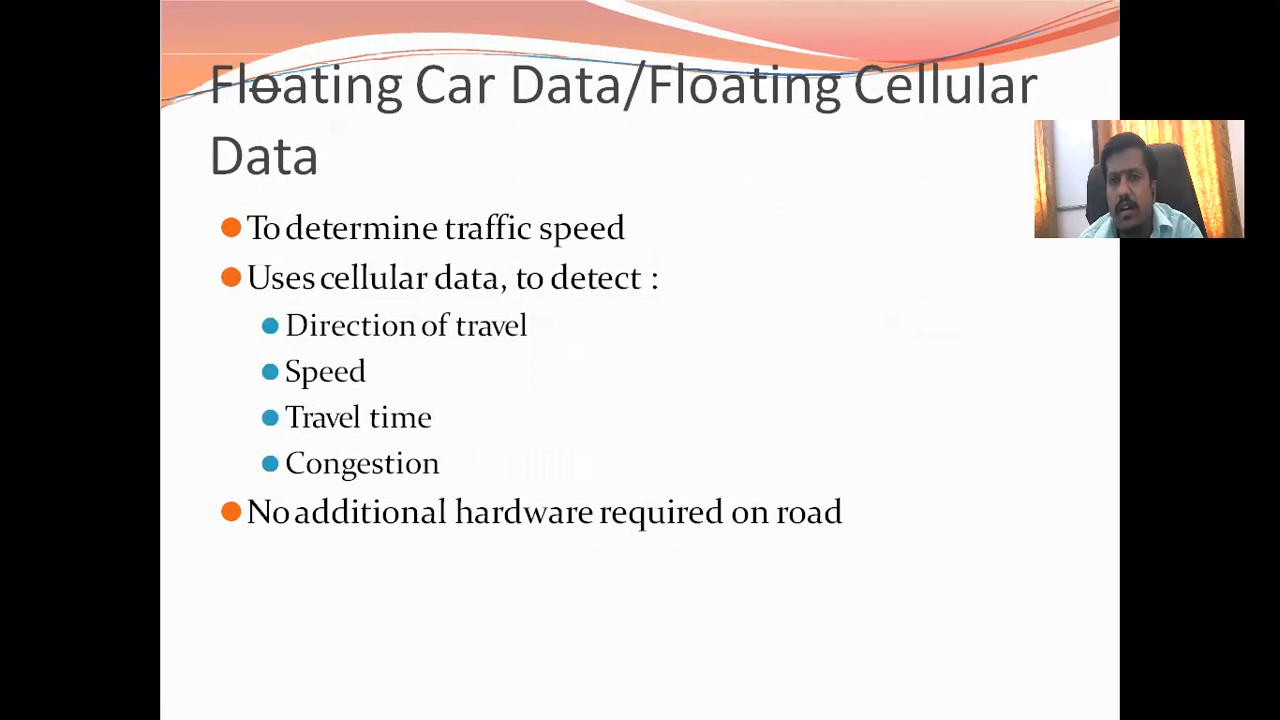 Floating Car Data/Floating Cellular
Data
To determine traffic speed
Uses cellular data, to detect :
Direction of travel
Speed
Travel time
Congestion
No additional hardware required on road